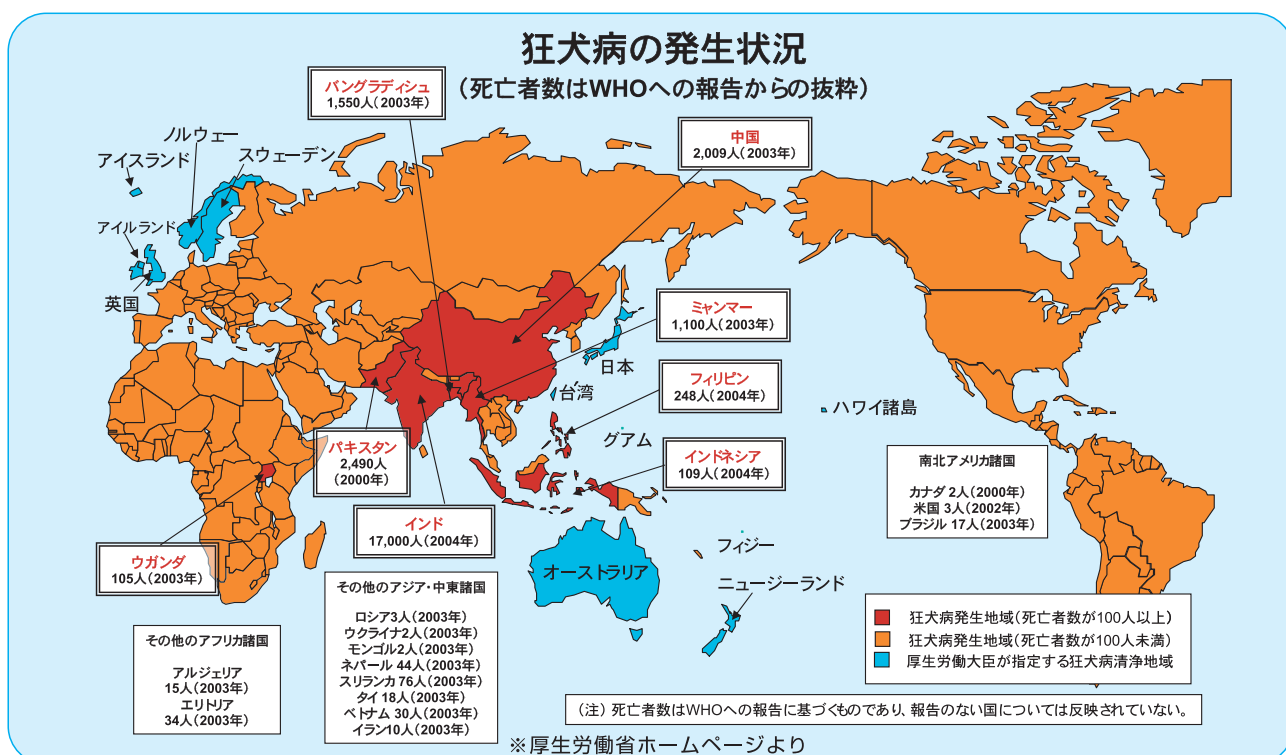 狂犬病の発生状況
(死亡者数はWHOへの報告からの抜粋)
バングラディシュ
1,550人(2003年)
中国
2,009人(2003年)
ノルウェー
スウェーデン
アイスランド
アイルランド
英国
ミャンマー
1,100人(2003年)
日本
台湾
フィリピン
248人(2004年)
グアム
ハワイ諸島
パキスタン
2,490人
(2000年)
インドネシア
109人(2004年)
インド
17,000人(2004年)
ウガンダ
105人(2003年)
フィジー
オーストラリア
ニュージーランド
南北アメリカ諸国
カナダ 2人(2000年)
米国 3人(2002年)
ブラジル 17人(2003年)
その他のアフリカ諸国
アルジェリア
15人(2003年)
エリトリア
34人(2003年)
その他のアジア・中東諸国
ロシア3人(2003年)
ウクライナ2人(2003年)
モンゴル2人(2003年)
ネパール 44人(2003年)
スリランカ 76人(2003年)
タイ 18人(2003年)
ベトナム 30人(2003年)
イラン10人(2003年)
狂犬病発生地域(死亡者数が100人以上)
狂犬病発生地域(死亡者数が100人未満)
厚生労働大臣が指定する狂犬病清浄地域
(注) 死亡者数はWHOへの報告に基づくものであり、報告のない国については反映されていない。
※厚生労働省ホームページより